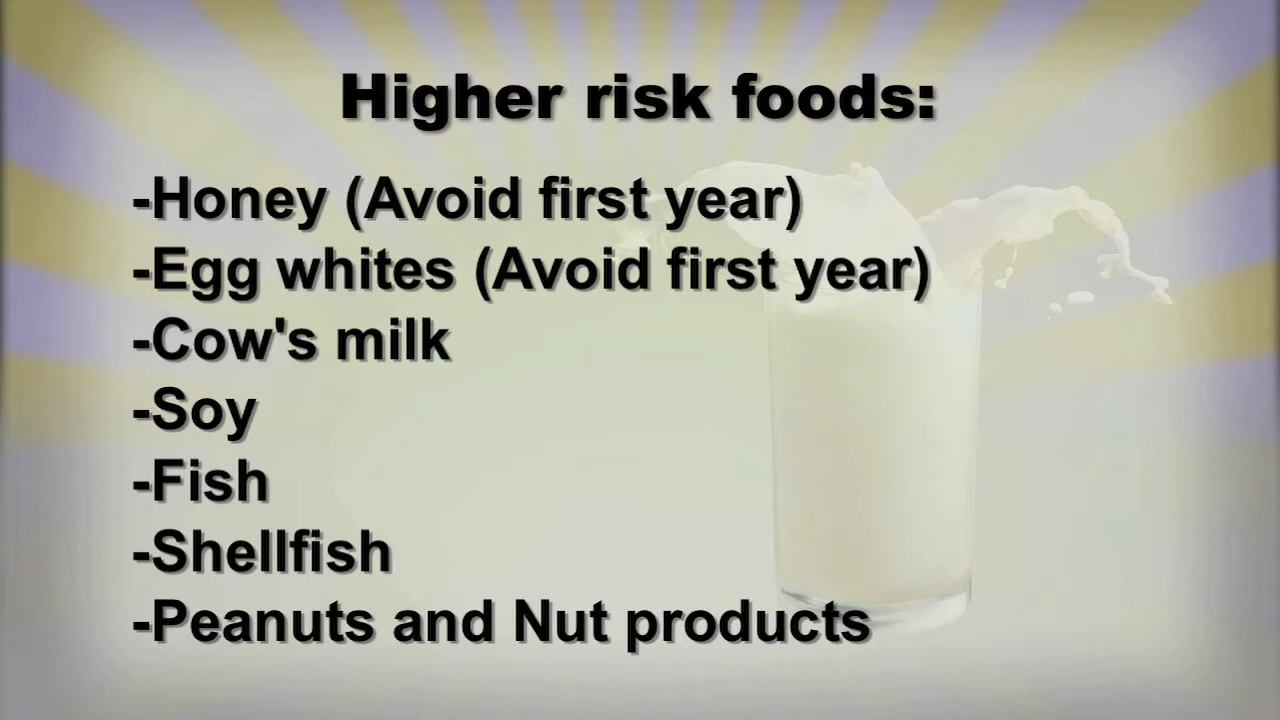 Higher risk foods:
-Honey (Avoid first year)
-Egg whites (Avoid first year)
-Cow's milk
-Soy
-Fish
-Shellfish
-Peanuts and Nut products